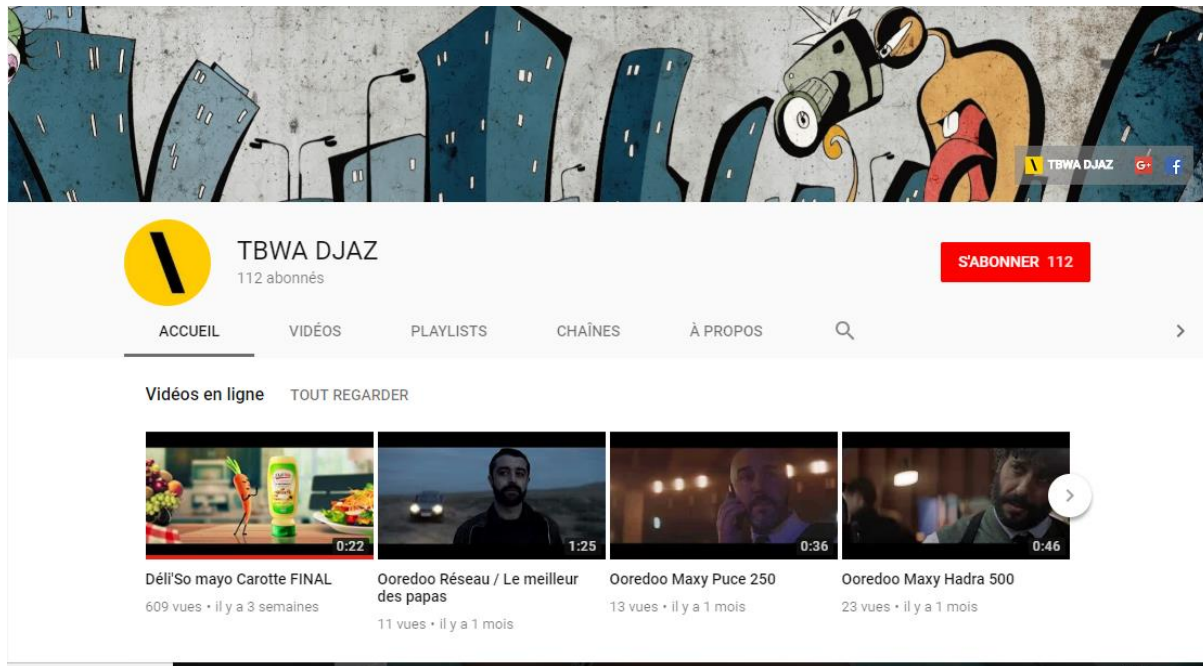 TBWA DJAZ G+ f
TBWA DJAZ
112 abonnés
S'ABONNER 112
ACCUEIL VIDÉOS PLAYLISTS CHAÎNES À PROPOS
Vidéos en ligne TOUT REGARDER
0:22 1:25 0:36 0:46
Déli'So mayo Carotte FINAL
609 vues • il y a 3 semaines
Ooredoo Réseau / Le meilleur
des papas
11 vues • il y a 1 mois
Ooredoo Maxy Puce 250
13 vues • il y a 1 mois
Ooredoo Maxy Hadra 500
23 vues • il y a 1 mois